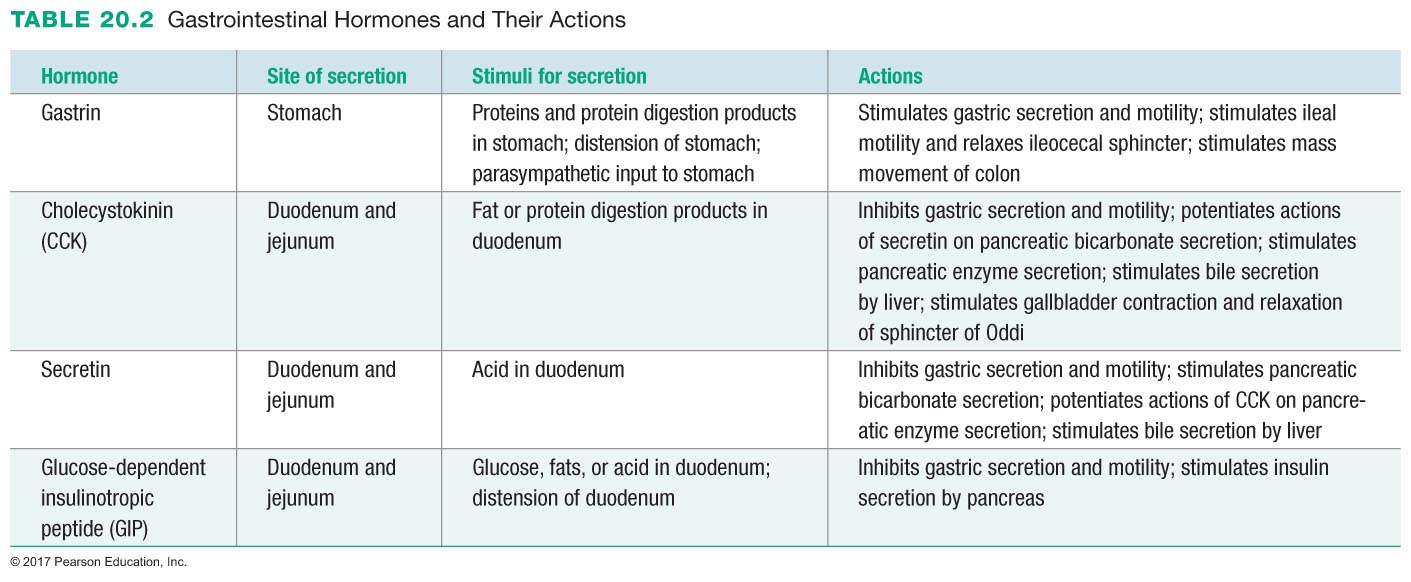 TABLE 20.2 Gastrointestinal Hormones and Their Actions
Hormone
Site of secretion
Stimuli for secretion
Actions
Gastrin
Stomach
Proteins and protein digestion products
in stomach; distension of stomach;
parasympathetic input to stomach
Stimulates gastric secretion and motility; stimulates ileal
motility and relaxes ileocecal sphincter; stimulates mass
movement of colon
Cholecystokinin
(CCK)
Duodenum and
jejunum
Fat or protein digestion products in
duodenum
Inhibits gastric secretion and motility; potentiates actions
of secretin on pancreatic bicarbonate secretion; stimulates
pancreatic enzyme secretion; stimulates bile secretion
by liver; stimulates gallbladder contraction and relaxation
of sphincter of Oddi
Secretin
Duodenum and
jejunum
Acid in duodenum
Inhibits gastric secretion and motility; stimulates pancreatic
bicarbonate secretion; potentiates actions of CCK on pancre-
atic enzyme secretion; stimulates bile secretion by liver
Glucose-dependent
insulinotropic
peptide (GIP)
Duodenum and
jejunum
Glucose, fats, or acid in duodenum;
distension of duodenum
Inhibits gastric secretion and motility; stimulates insulin
secretion by pancreas
© 2017 Pearson Education, Inc.